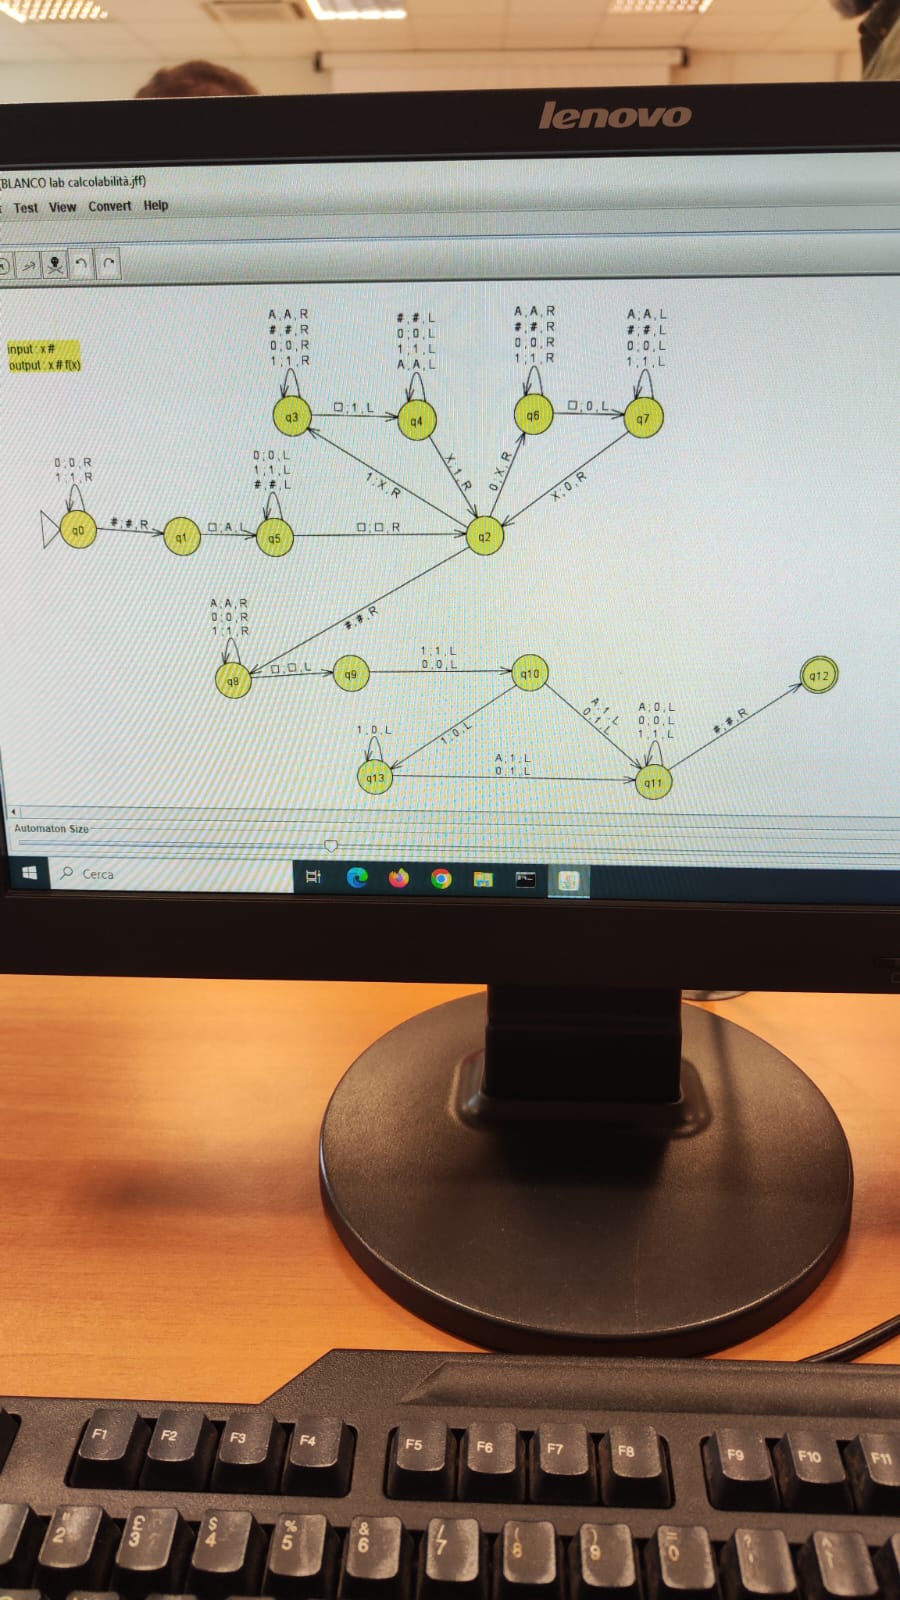 lenovo
(BLANCO lab calcolabilità.jff)
Test View Convert Help
input : x #
output : x # f(x)
A ; A , R
# ; # , R
0 ; 0 , R
1 ; 1 , R
# ; # , L
0 ; 0 , L
1 ; 1 , L
A ; A , L
A ; A , R
# ; # , R
0 ; 0 , R
1 ; 1 , R
A ; A , L
# ; # , L
0 ; 0 , L
1 ; 1 , L
q3
□ ; 1 , L
q4
q6
□ ; 0 , L
q7
0 ; 0 , R
1 ; 1 , R
0 ; 0 , L
1 ; 1 , L
# ; # , L
1 ; X , R
X ; 1 , R
0 ; X , R
X ; 0 , R
q0
# ; # , R
q1
□ ; A , L
q5
□ ; □ , R
q2
A ; A , R
0 ; 0 , R
1 ; 1 , R
# ; # , R
q8
□ ; □ , L
q9
1 ; 1 , L
0 ; 0 , L
q10
q12
1 ; 0 , L
1 ; 0 , L
A ; 1 , L
0 ; 1 , L
A ; 0 , L
0 ; 0 , L
1 ; 1 , L
# ; # , R
q13
A ; 1 , L
0 ; 1 , L
q11
Automaton Size
Cerca
F1 F2 F3 F4 F5 F6 F7 F8 F9 F10 F11
" £ $ % & / ( ) =
2 3 4 5 6 7 8 9 0